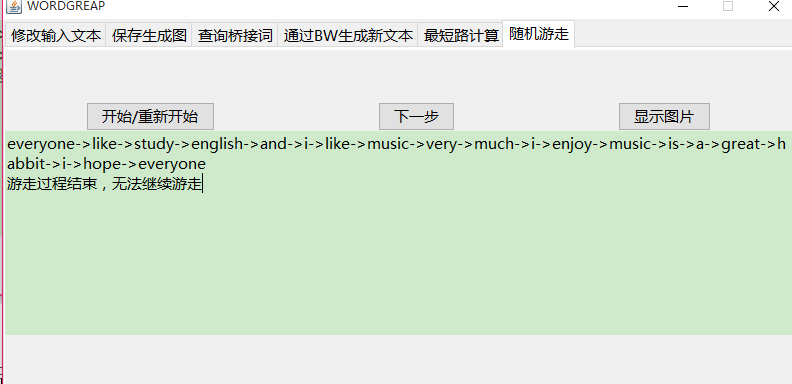 WORDGREAP
修改输入文本 保存生成图 查询桥接词 通过BW生成新文本 最短路计算 随机游走
开始/重新开始 下一步 显示图片
everyone->like->study->english->and->i->like->music->very->much->i->enjoy->music->is->a->great->h
abbit->i->hope->everyone
游走过程结束，无法继续游走